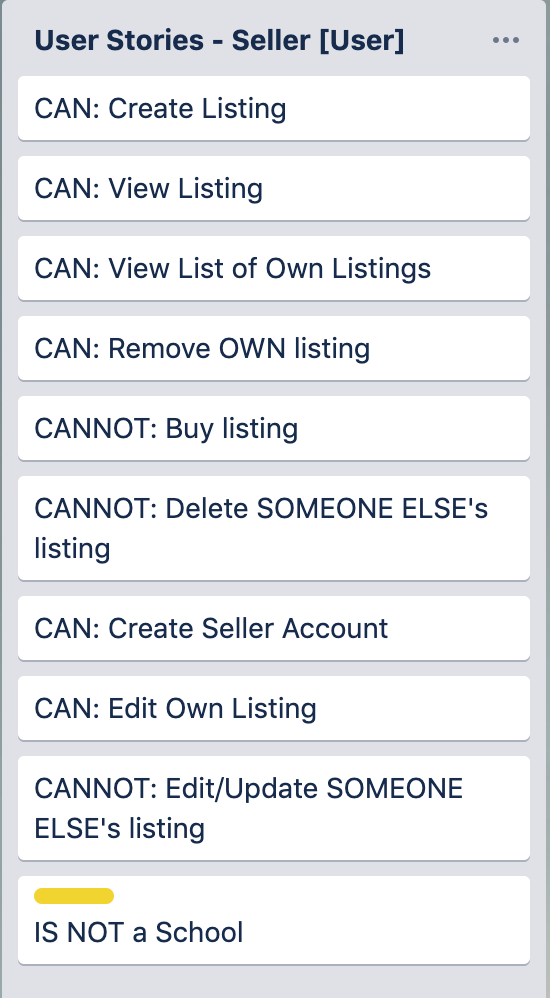 User Stories - Seller [User]
CAN: Create Listing
CAN: View Listing
CAN: View List of Own Listings
CAN: Remove OWN listing
CANNOT: Buy listing
CANNOT: Delete SOMEONE ELSE's
listing
CAN: Create Seller Account
CAN: Edit Own Listing
CANNOT: Edit/Update SOMEONE
ELSE's listing
IS NOT a School